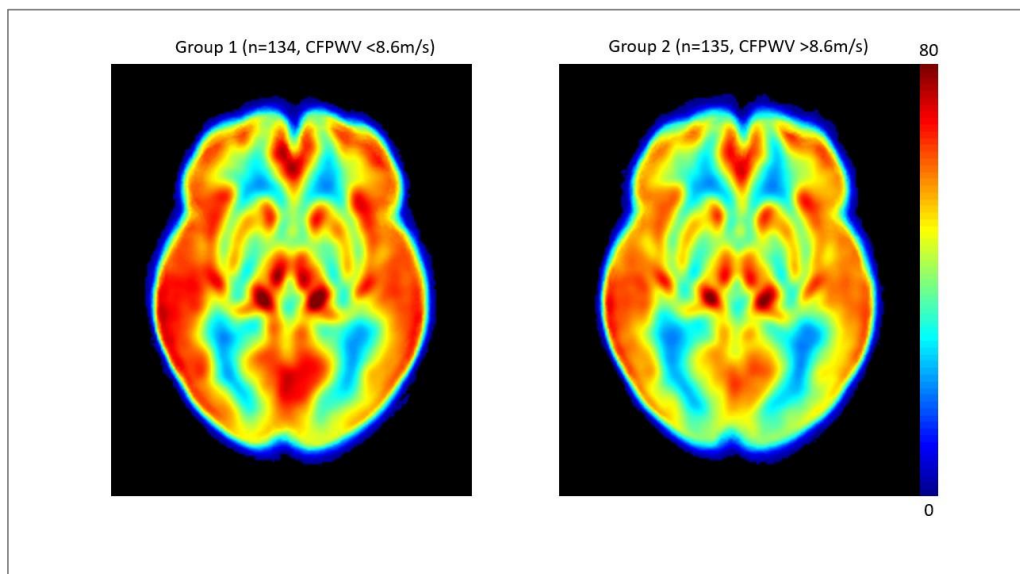 Group 1 (n=134, CFPWV <8.6m/s)
Group 2 (n=135, CFPWV >8.6m/s)
80
0